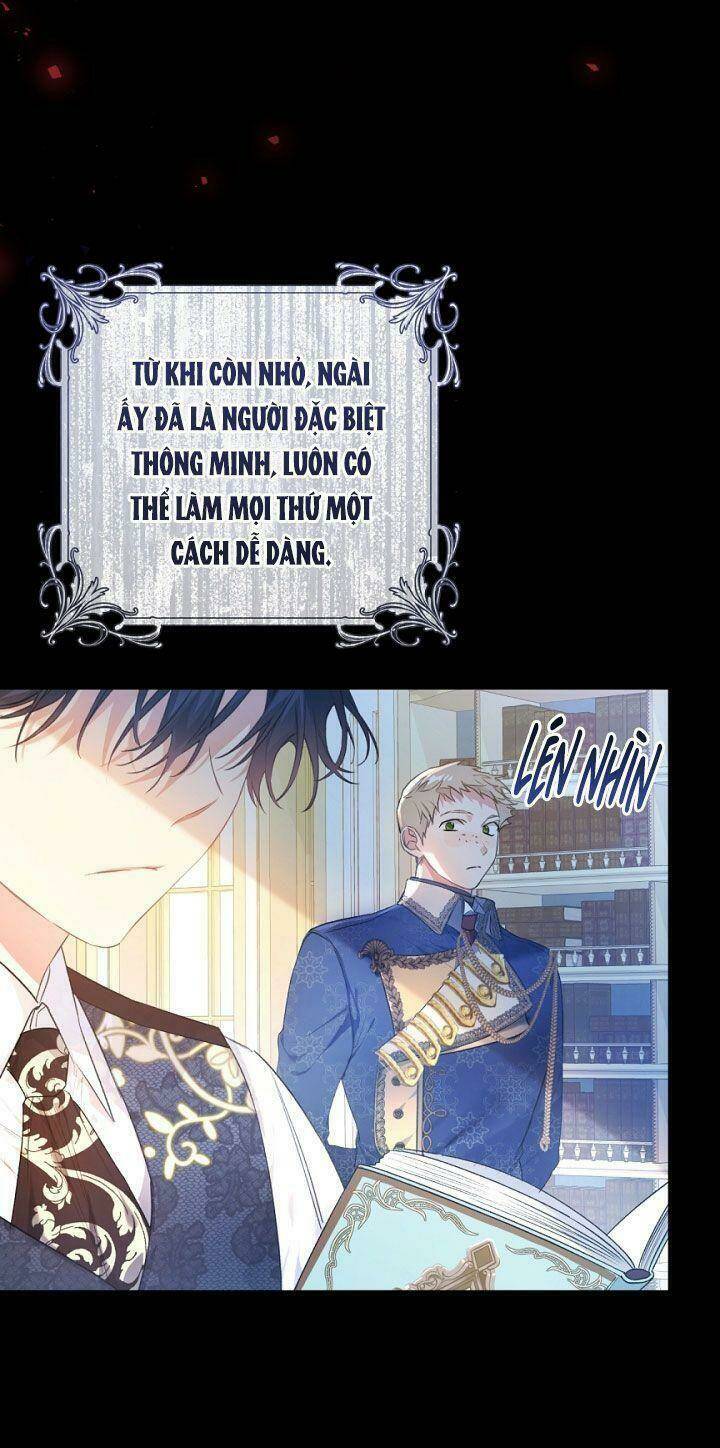 TỪ KHI CÒN NHỎ, NGÀI
ẤY ĐÃ LÀ NGƯỜI ĐẶC BIỆT
THÔNG MINH, LUÔN CÓ
THỂ LÀM MỌI THỨ MỘT
CÁCH DỄ DÀNG.
LÉN NHÌN